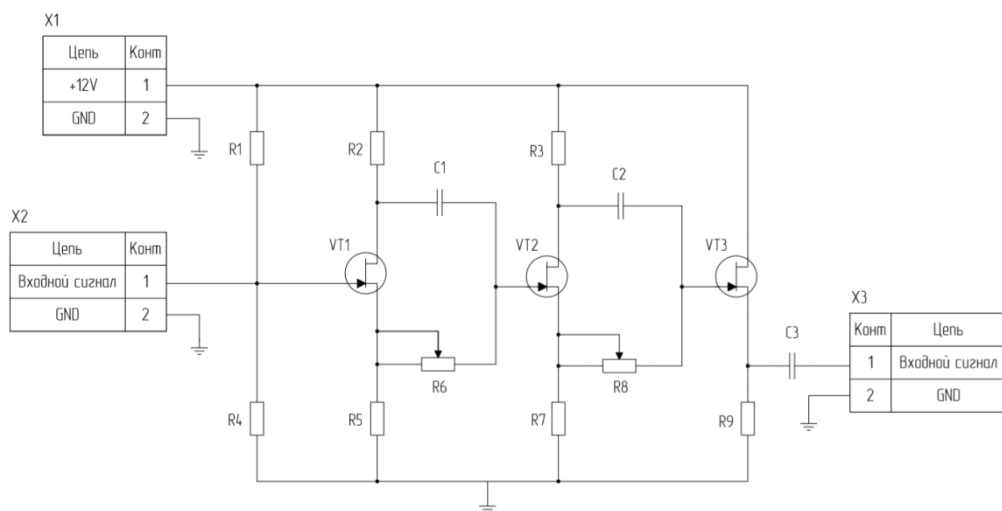 X1
Цепь Конт
+12V 1
GND 2
R1
R2
R3
C1
C2
X2
Цепь Конт
Входной сигнал 1
GND 2
VT1
VT2
VT3
X3
Конт Цепь
1 Входной сигнал
2 GND
C3
R6
R8
R4
R5
R7
R9